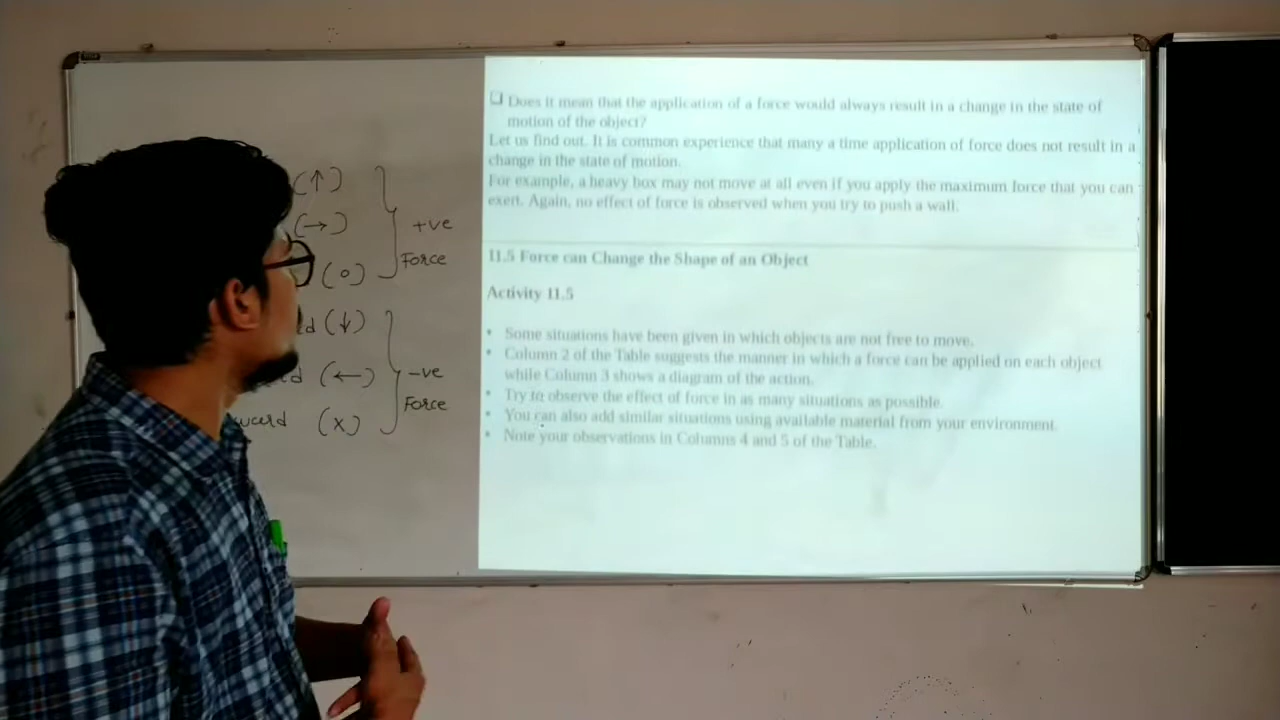 (↑)
(→)
+ve
Force
(o)
(↓)
(←)
-ve
Force
(x)
❑ Does it mean that the application of a force would always result in a change in the state of
motion of the object?
Let us find out. It is common experience that many a time application of force does not result in a
change in the state of motion.
For example, a heavy box may not move at all even if you apply the maximum force that you can
exert. Again, no effect of force is observed when you try to push a wall.
11.5 Force can Change the Shape of an Object
Activity 11.5
• Some situations have been given in which objects are not free to move.
• Column 2 of the Table suggests the manner in which a force can be applied on each object
while Column 3 shows a diagram of the action.
• Try to observe the effect of force in as many situations as possible.
• You can also add similar situations using available material from your environment.
• Note your observations in Columns 4 and 5 of the Table.